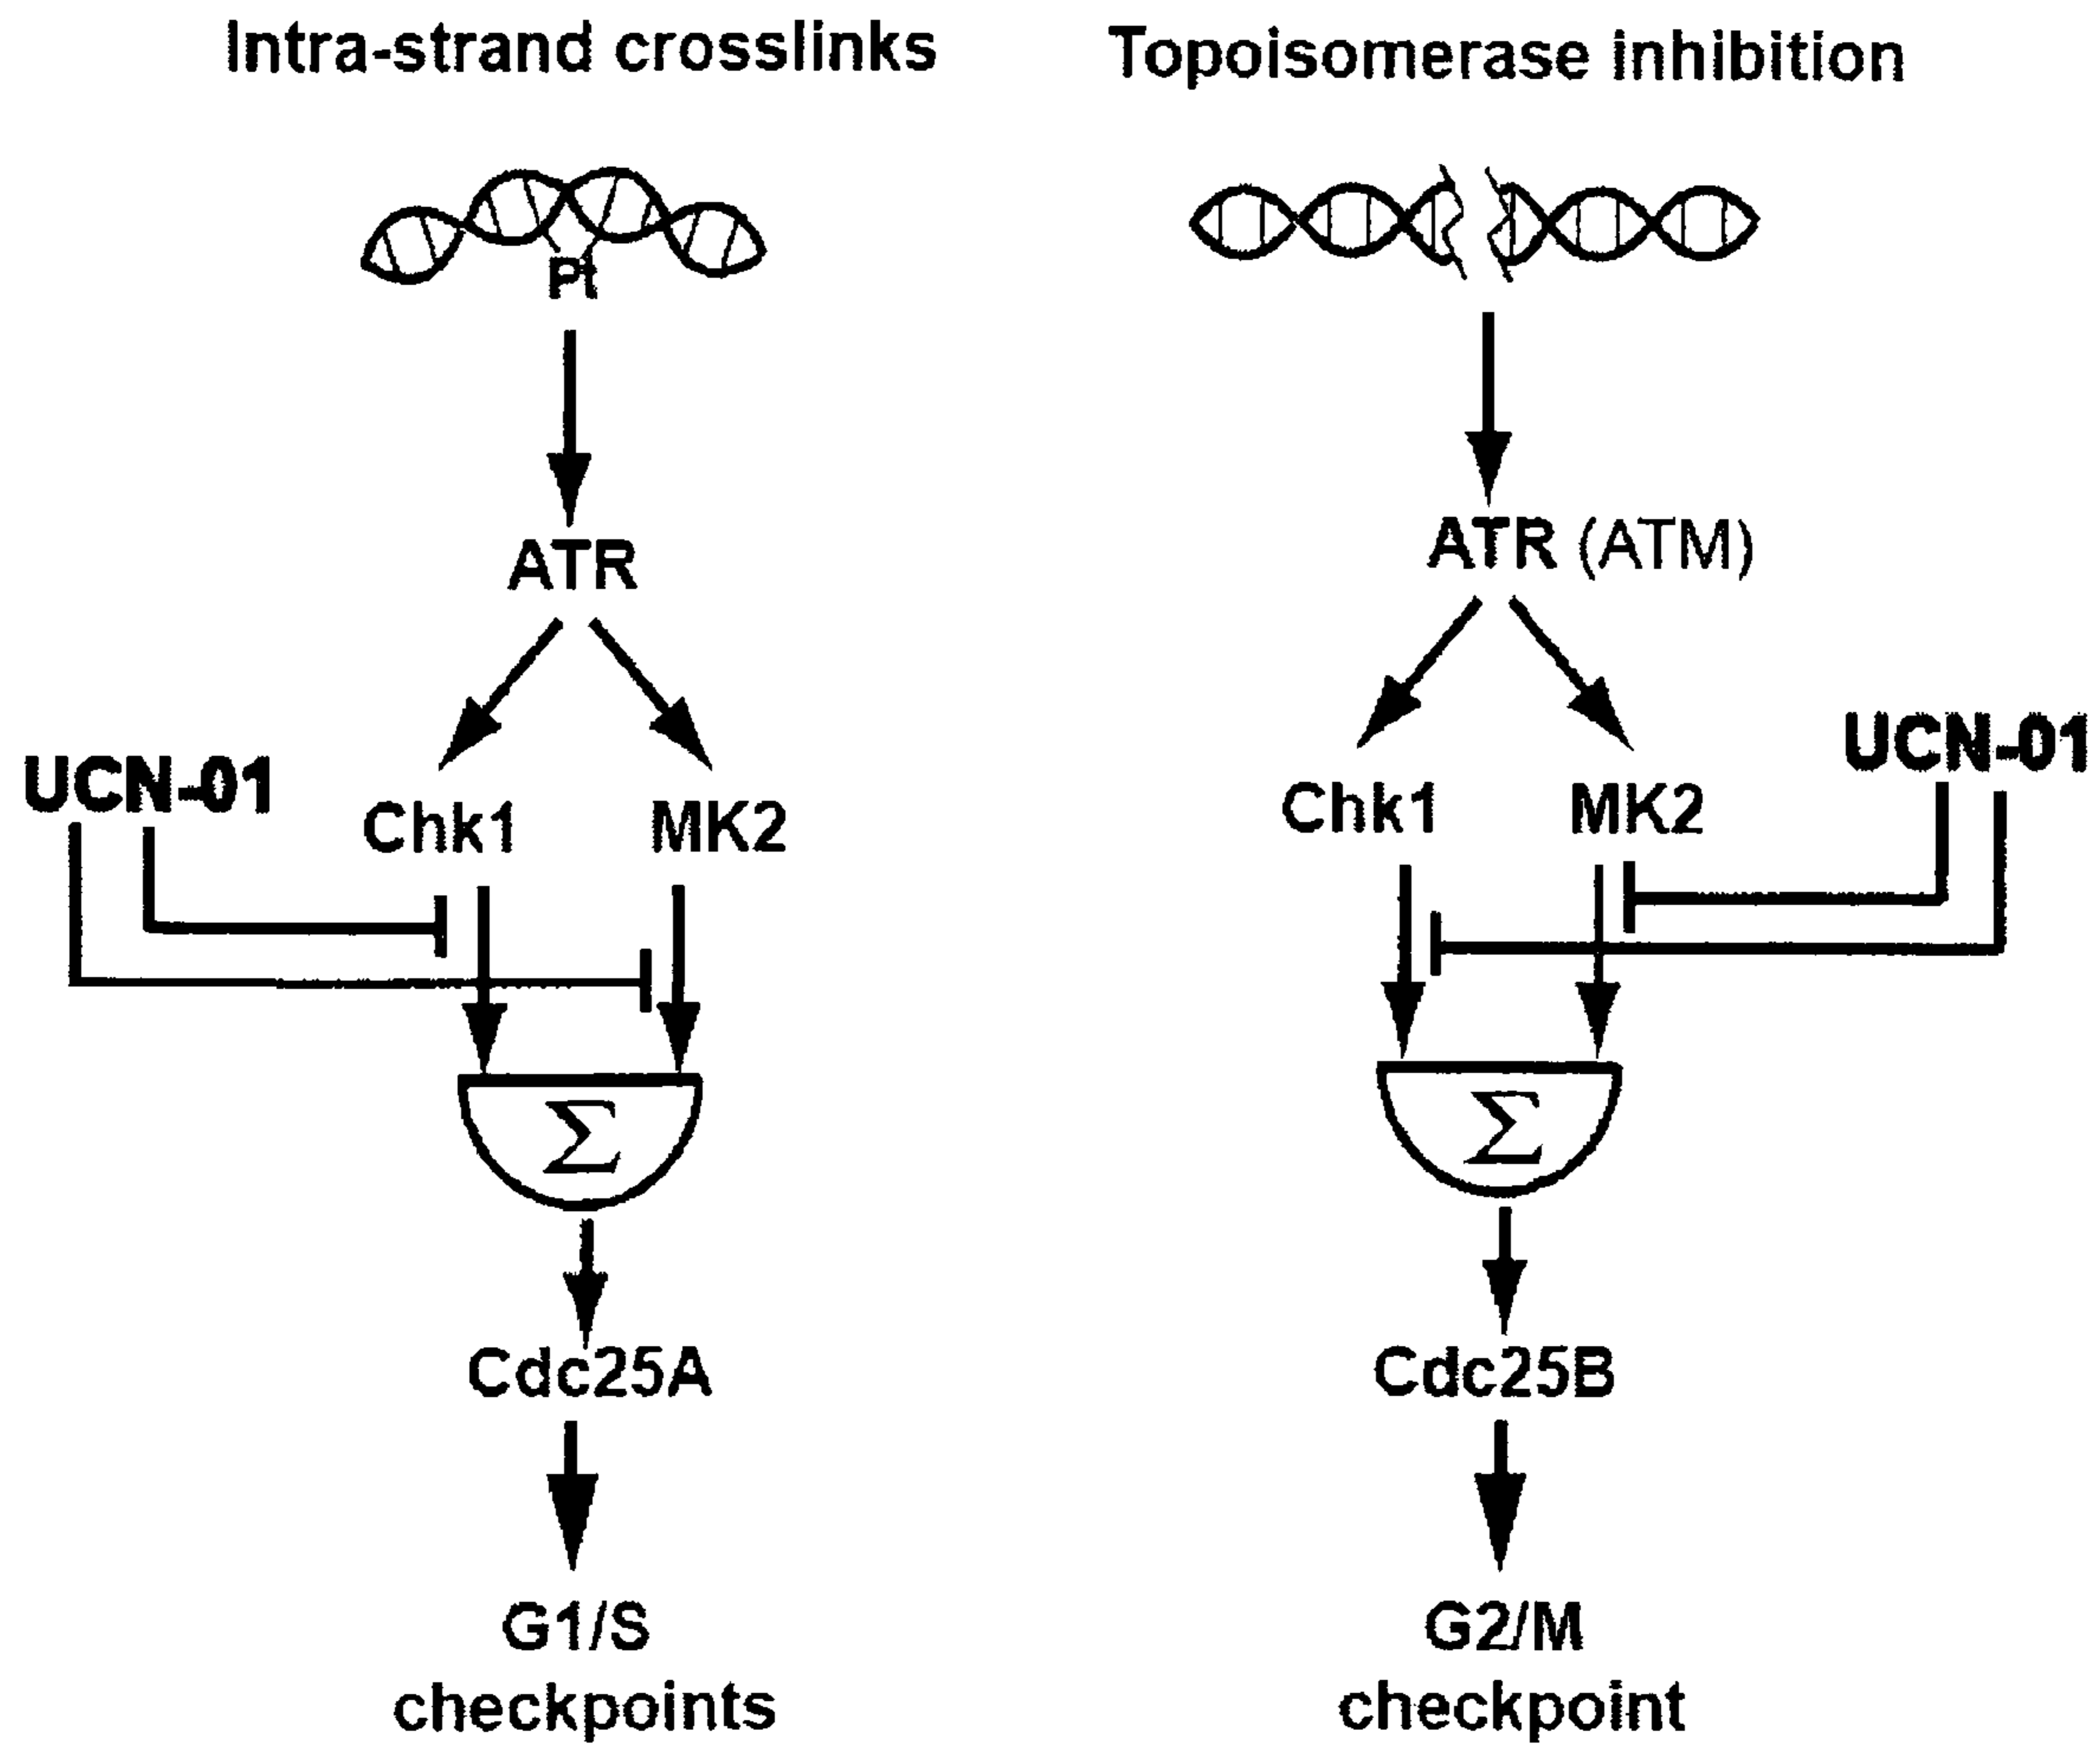 Intra-strand crosslinks
Pt
ATR
UCN-01
Chk1
MK2
Σ
Cdc25A
G1/S
checkpoints
Topoisomerase inhibition
ATR (ATM)
UCN-01
Chk1
MK2
Σ
Cdc25B
G2/M
checkpoint